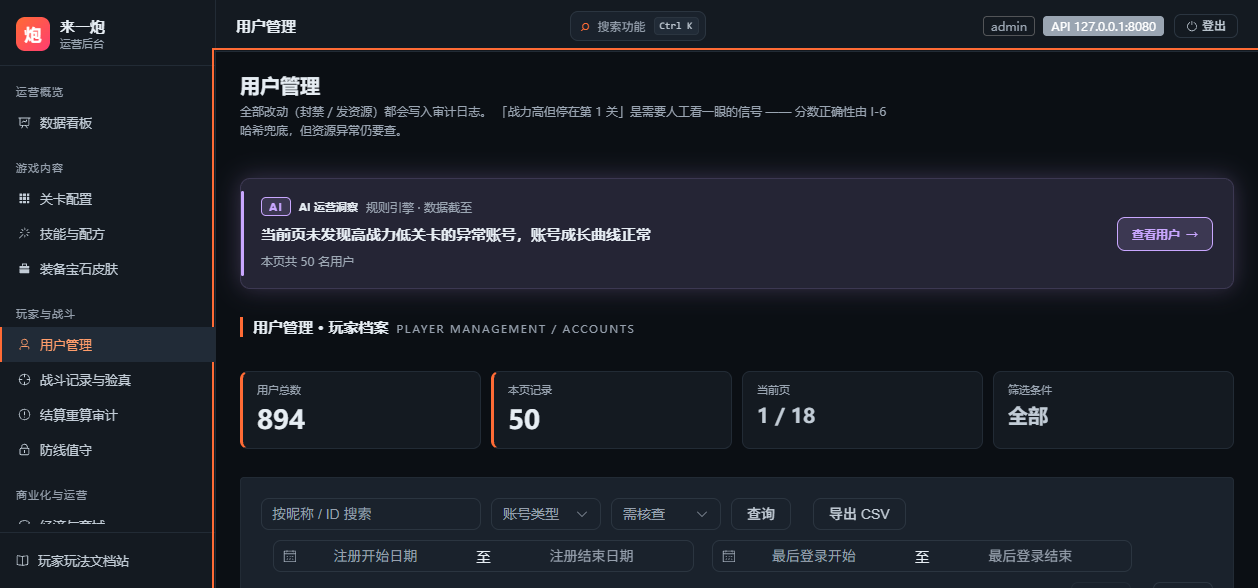 炮
来一炮
运营后台
用户管理
搜索功能 Ctrl K
admin
API 127.0.0.1:8080
登出
运营概览
数据看板
游戏内容
关卡配置
技能与配方
装备宝石皮肤
玩家与战斗
用户管理
战斗记录与验真
结算重算审计
防线值守
商业化与运营
玩家玩法文档站
用户管理
全部改动（封禁 / 发资源）都会写入审计日志。 「战力高但停在第 1 关」是需要人工看一眼的信号 —— 分数正确性由 I-6
哈希兜底，但资源异常仍要查。
AI AI 运营洞察 规则引擎 · 数据截至
当前页未发现高战力低关卡的异常账号，账号成长曲线正常
本页共 50 名用户
查看用户 →
用户管理 • 玩家档案 PLAYER MANAGEMENT / ACCOUNTS
用户总数
894
本页记录
50
当前页
1 / 18
筛选条件
全部
按昵称 / ID 搜索
账号类型
需核查
查询
导出 CSV
注册开始日期 至 注册结束日期
最后登录开始 至 最后登录结束